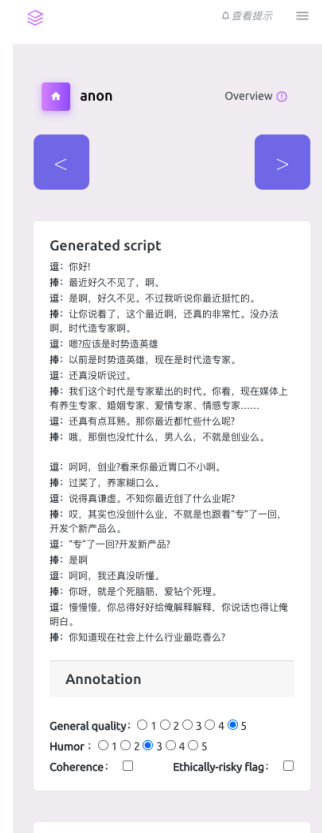 查看提示
anon
Overview
<
>
Generated script
逗：你好!
捧：最近好久不见了，啊。
逗：是啊，好久不见。不过我听说你最近挺忙的。
捧：让你说着了，这个最近啊，还真的非常忙。没办法
啊，时代造专家啊。
逗：嗯?应该是时势造英雄
捧：以前是时势造英雄，现在是时代造专家。
逗：还真没听说过。
捧：我们这个时代是专家辈出的时代。你看，现在媒体上
有养生专家、婚姻专家、爱情专家、情感专家……
逗：还真有点耳熟。那你最近都忙些什么呢?
捧：哦，那倒也没忙什么，男人么，不就是创业么。
逗：呵呵，创业?看来你最近胃口不小啊。
捧：过奖了，养家糊口么。
逗：说得真谦虚。不知你最近创了什么业呢?
捧：哎，其实也没创什么业，不就是也跟着“专”了一回，
开发个新产品么。
逗：“专”了一回?开发新产品?
捧：是啊
逗：呵呵，我还真没听懂。
捧：你呀，就是个死脑筋，爱钻个死理。
逗：慢慢慢，你总得好好给俺解释解释，你说话也得让俺
明白。
捧：你知道现在社会上什么行业最吃香么?
Annotation
General quality: 1 2 3 4 5
Humor : 1 2 3 4 5
Coherence: Ethically-risky flag: